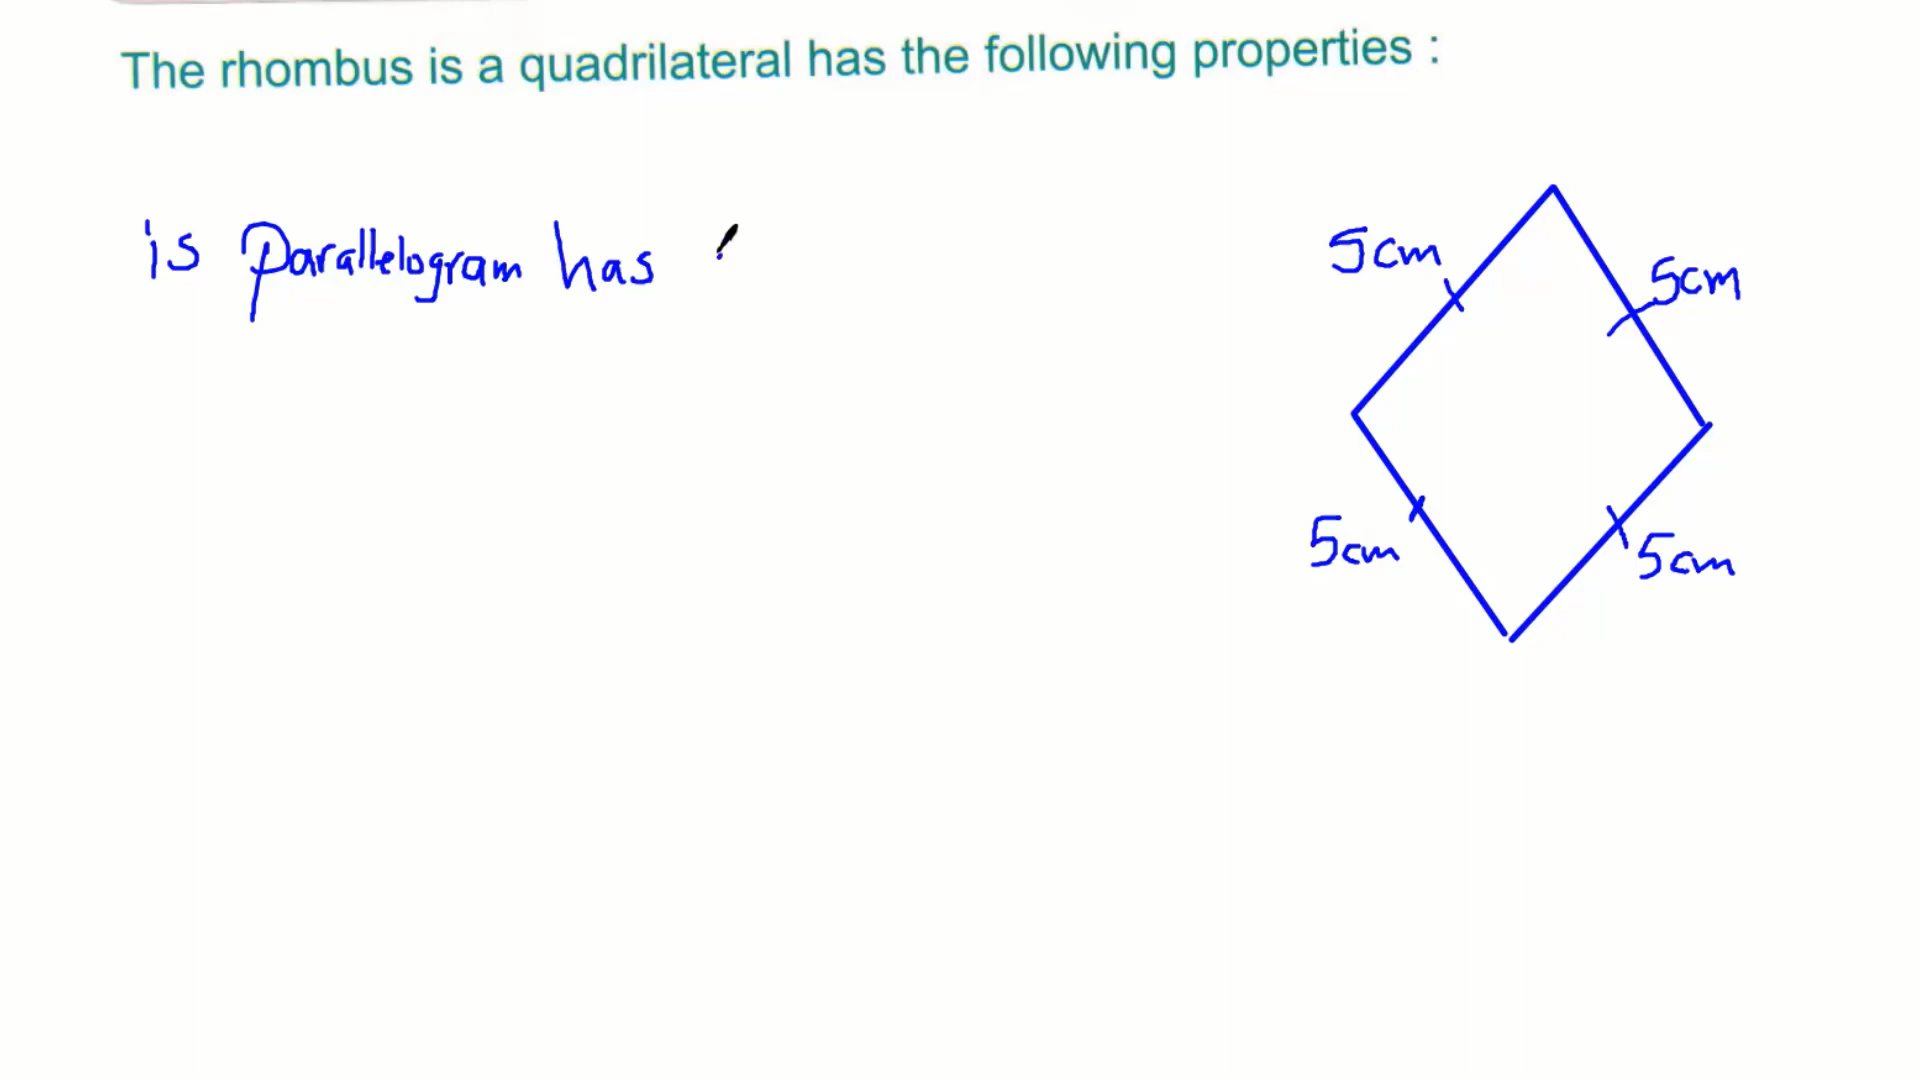 The rhombus is a quadrilateral has the following properties :
is parallelogram has
5cm
5cm
5cm
5cm